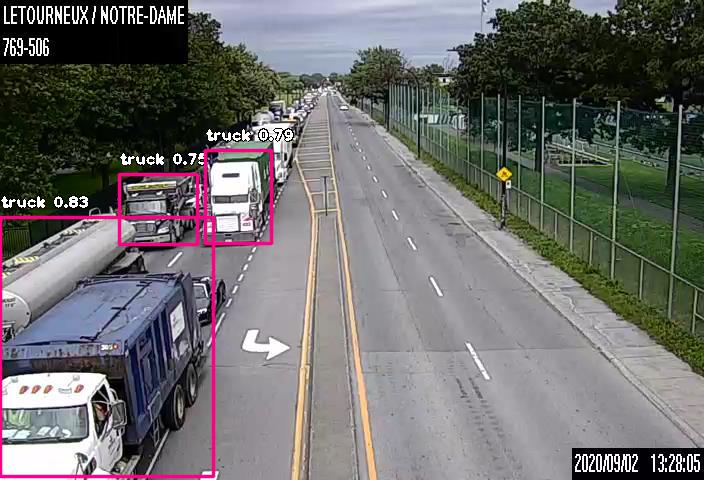 LETOURNEUX / NOTRE-DAME
769-506
truck 0.79
truck 0.75
truck 0.83
2020/09/02 13:28:05